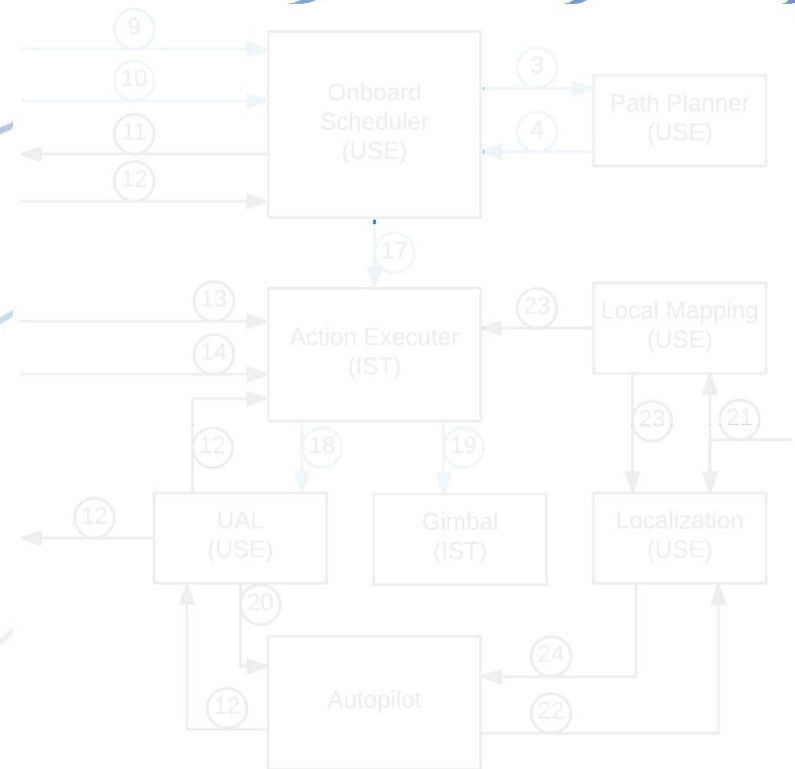 9
10
11
12
Onboard
Scheduler
(USE)
3
4
Path Planner
(USE)
17
13
14
Action Executer
(IST)
23
Local Mapping
(USE)
12
18
19
23
21
12
UAL
(USE)
Gimbal
(IST)
Localization
(USE)
20
12
Autopilot
24
22